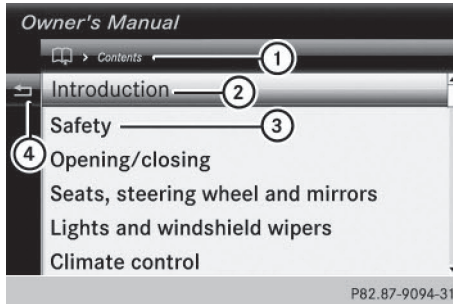 Owner's Manual
> Contents 1
Introduction 2
Safety 3
4
Opening/closing
Seats, steering wheel and mirrors
Lights and windshield wipers
Climate control
P82.87-9094-31